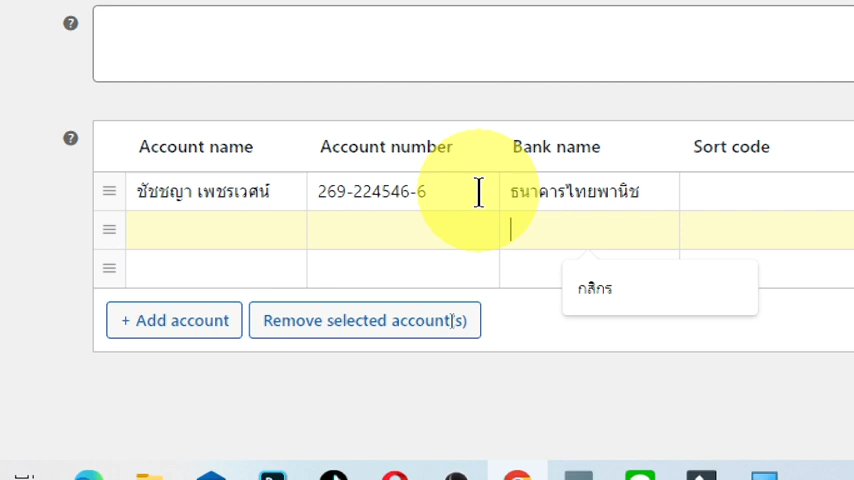 Account name Account number Bank name Sort code
ชัชชญา เพชรเวศน์ 269-224546-6 ธนาคารไทยพานิช
กสิกร
+ Add account Remove selected account(s)